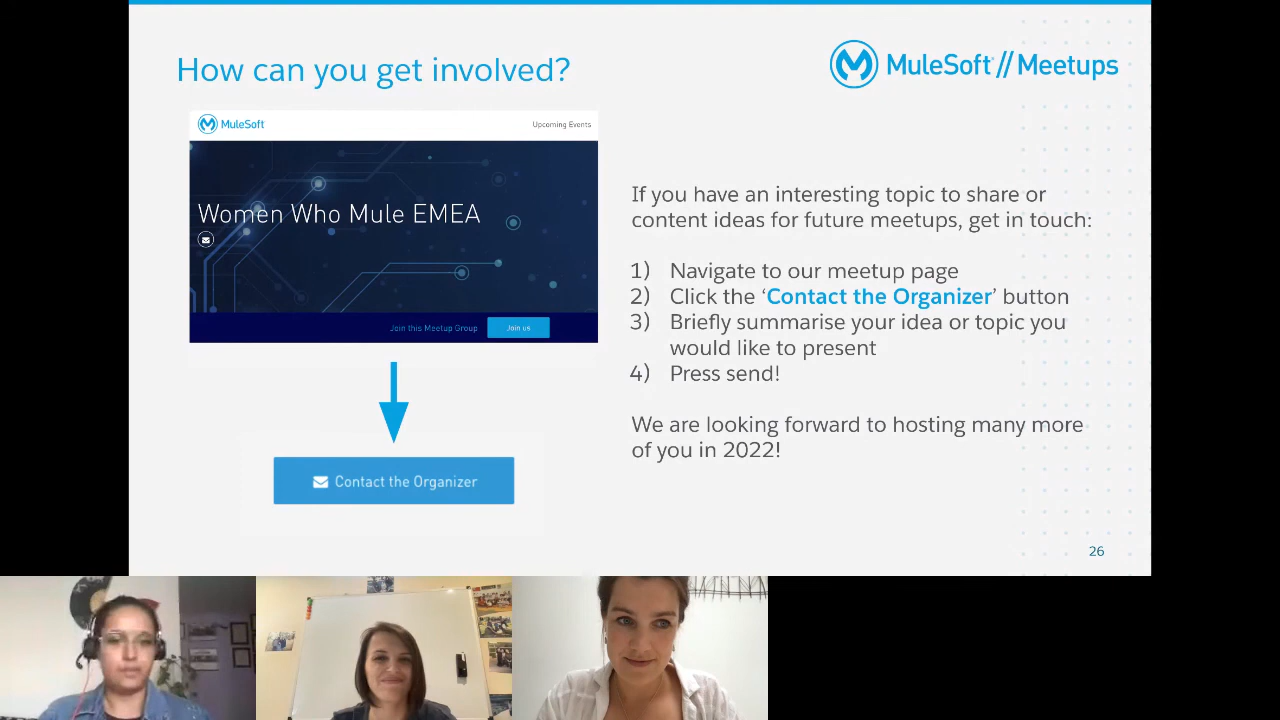 How can you get involved?
MuleSoft // Meetups
MuleSoft
Upcoming Events
Women Who Mule EMEA
Join this Meetup Group
Join us
Contact the Organizer
If you have an interesting topic to share or
content ideas for future meetups, get in touch:
1) Navigate to our meetup page
2) Click the ‘Contact the Organizer’ button
3) Briefly summarise your idea or topic you
would like to present
4) Press send!
We are looking forward to hosting many more
of you in 2022!
26